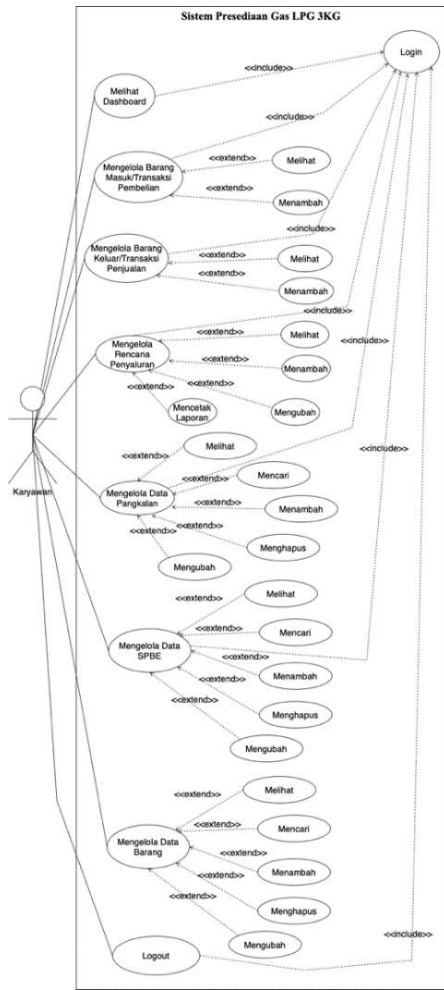 Sistem Presediaan Gas LPG 3KG
Login
<<include>>
Melihat
Dashboard
<<include>>
Mengelola Barang
Masuk/Transaksi
Pembelian
<<extend>>
Melihat
<<extend>>
Menambah
<<include>>
Mengelola Barang
Keluar/Transaksi
Penjualan
<<extend>>
Melihat
<<extend>>
Menambah
<<include>>
Mengelola
Rencana
Penyaluran
<<extend>>
Melihat
<<include>>
<<extend>>
Menambah
<<extend>>
<<extend>>
Mencetak
Laporan
Mengubah
Karyawan
<<include>>
Melihat
<<extend>>
Mengelola Data
Pangkalan
Mencari
<<extend>>
<<extend>>
Menambah
<<extend>>
<<extend>>
Menghapus
Mengubah
<<extend>>
Melihat
Mengelola Data
SPBE
<<extend>>
Mencari
<<extend>>
Menambah
<<extend>>
Menghapus
<<extend>>
Mengubah
<<extend>>
Melihat
Mengelola Data
Barang
<<extend>>
Mencari
<<extend>>
Menambah
<<extend>>
Menghapus
<<extend>>
Mengubah
<<include>>
Logout